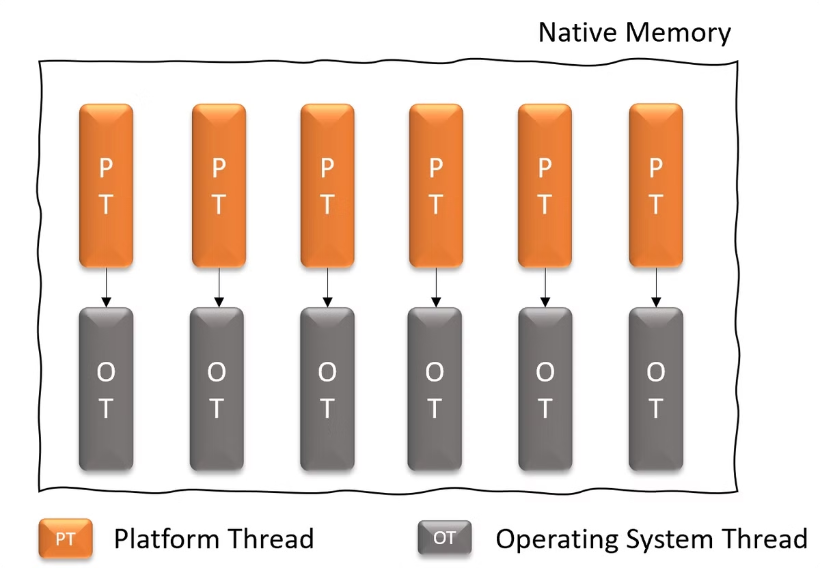 Native Memory
P P P P P P
T T T T T T
O O O O O O
T T T T T T
PT Platform Thread OT Operating System Thread